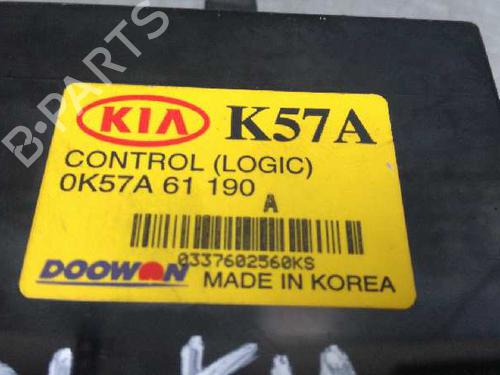 B-PARTS
KIA K57A
CONTROL (LOGIC)
0K57A 61 190
A
0337602560KS
DOOWON MADE IN KOREA